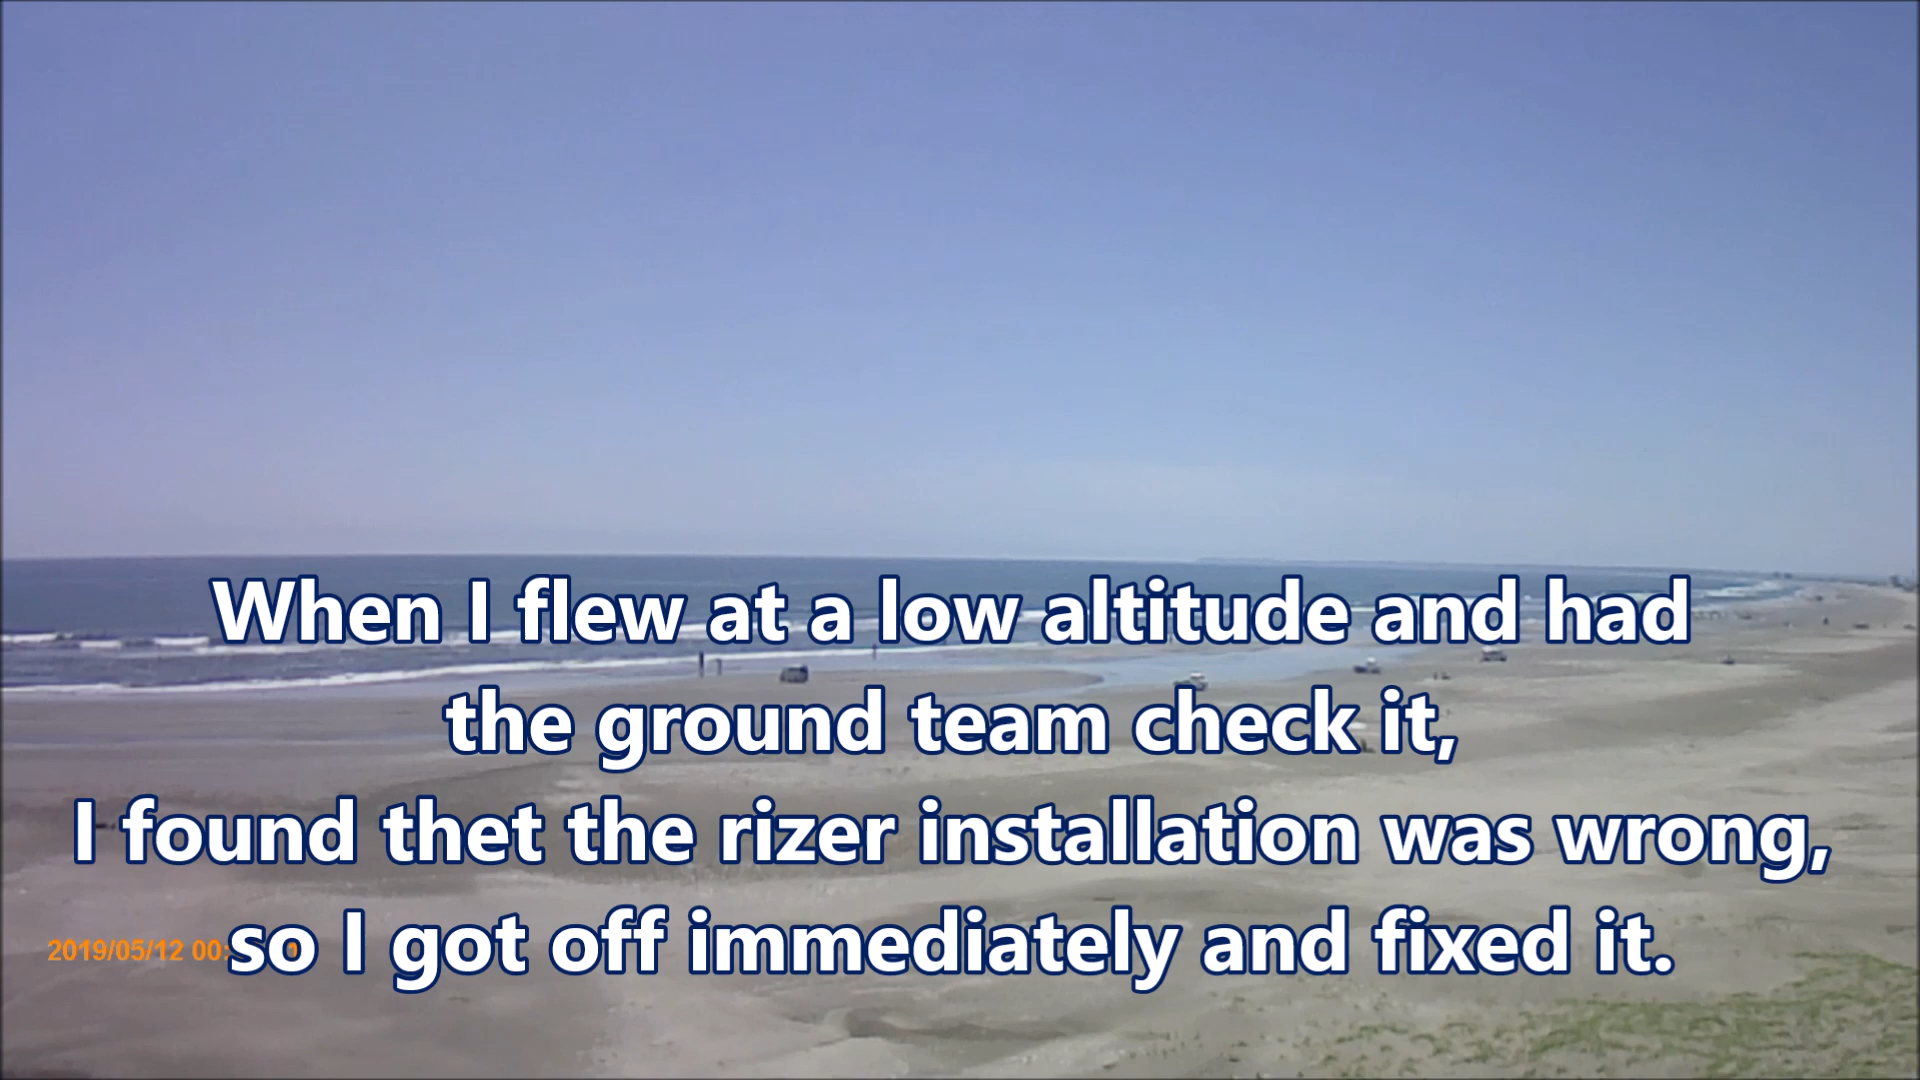 When I flew at a low altitude and had
the ground team check it,
I found thet the rizer installation was wrong,
so I got off immediately and fixed it.
2019/05/12 00: